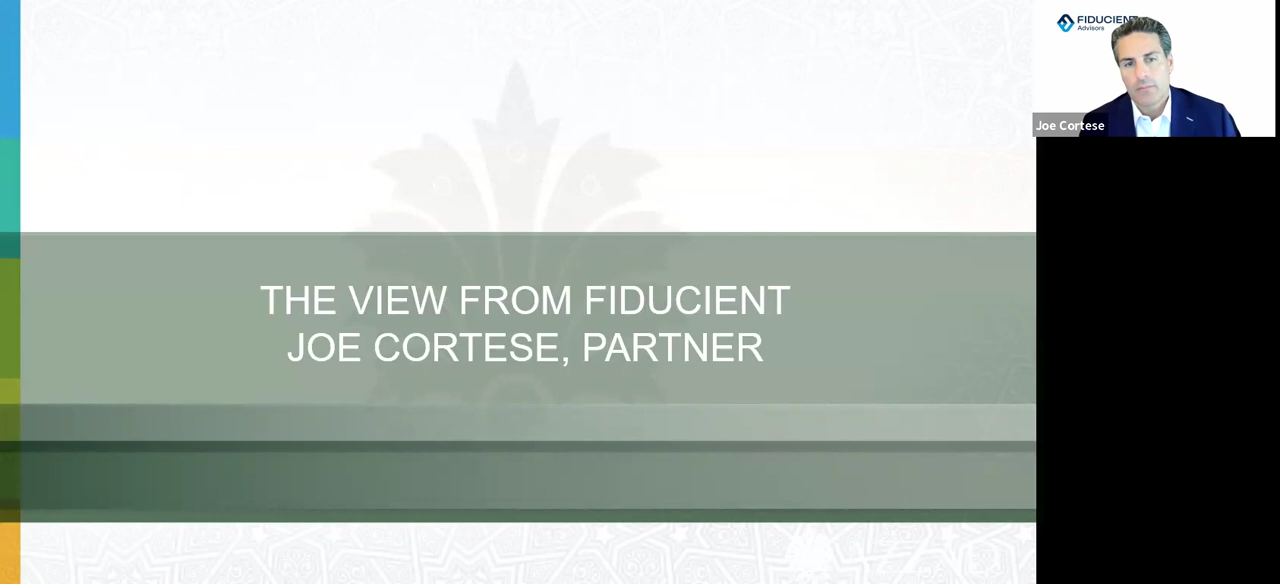 THE VIEW FROM FIDUCIENT
JOE CORTESE, PARTNER
FIDUCIENT
Advisors
Joe Cortese